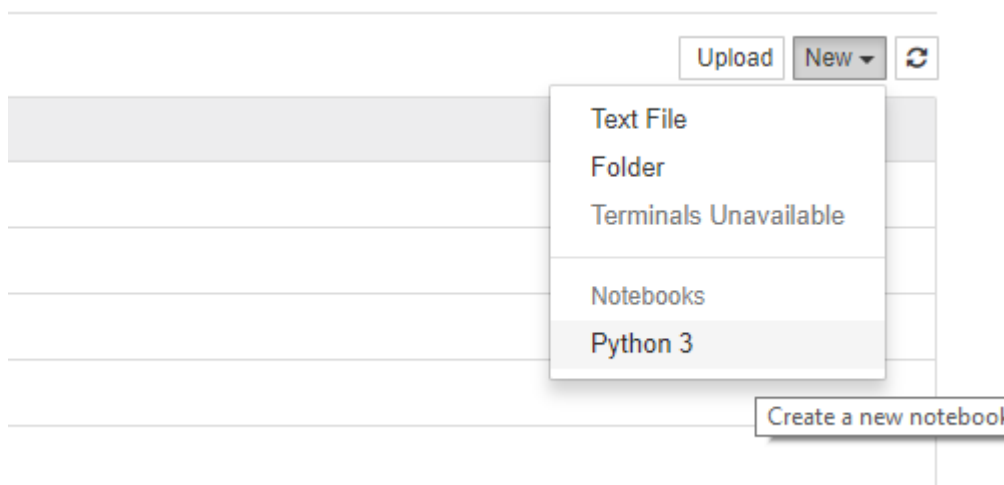 Upload New
Text File
Folder
Terminals Unavailable
Notebooks
Python 3
Create a new notebook